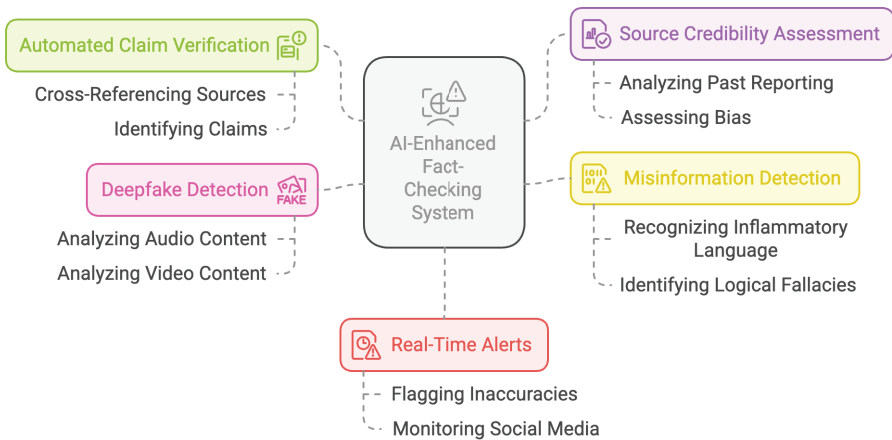 Automated Claim Verification
Cross-Referencing Sources
Identifying Claims
Deepfake Detection
FAKE
Analyzing Audio Content
Analyzing Video Content
AI-Enhanced
Fact-
Checking
System
Source Credibility Assessment
Analyzing Past Reporting
Assessing Bias
Misinformation Detection
Recognizing Inflammatory
Language
Identifying Logical Fallacies
Real-Time Alerts
Flagging Inaccuracies
Monitoring Social Media